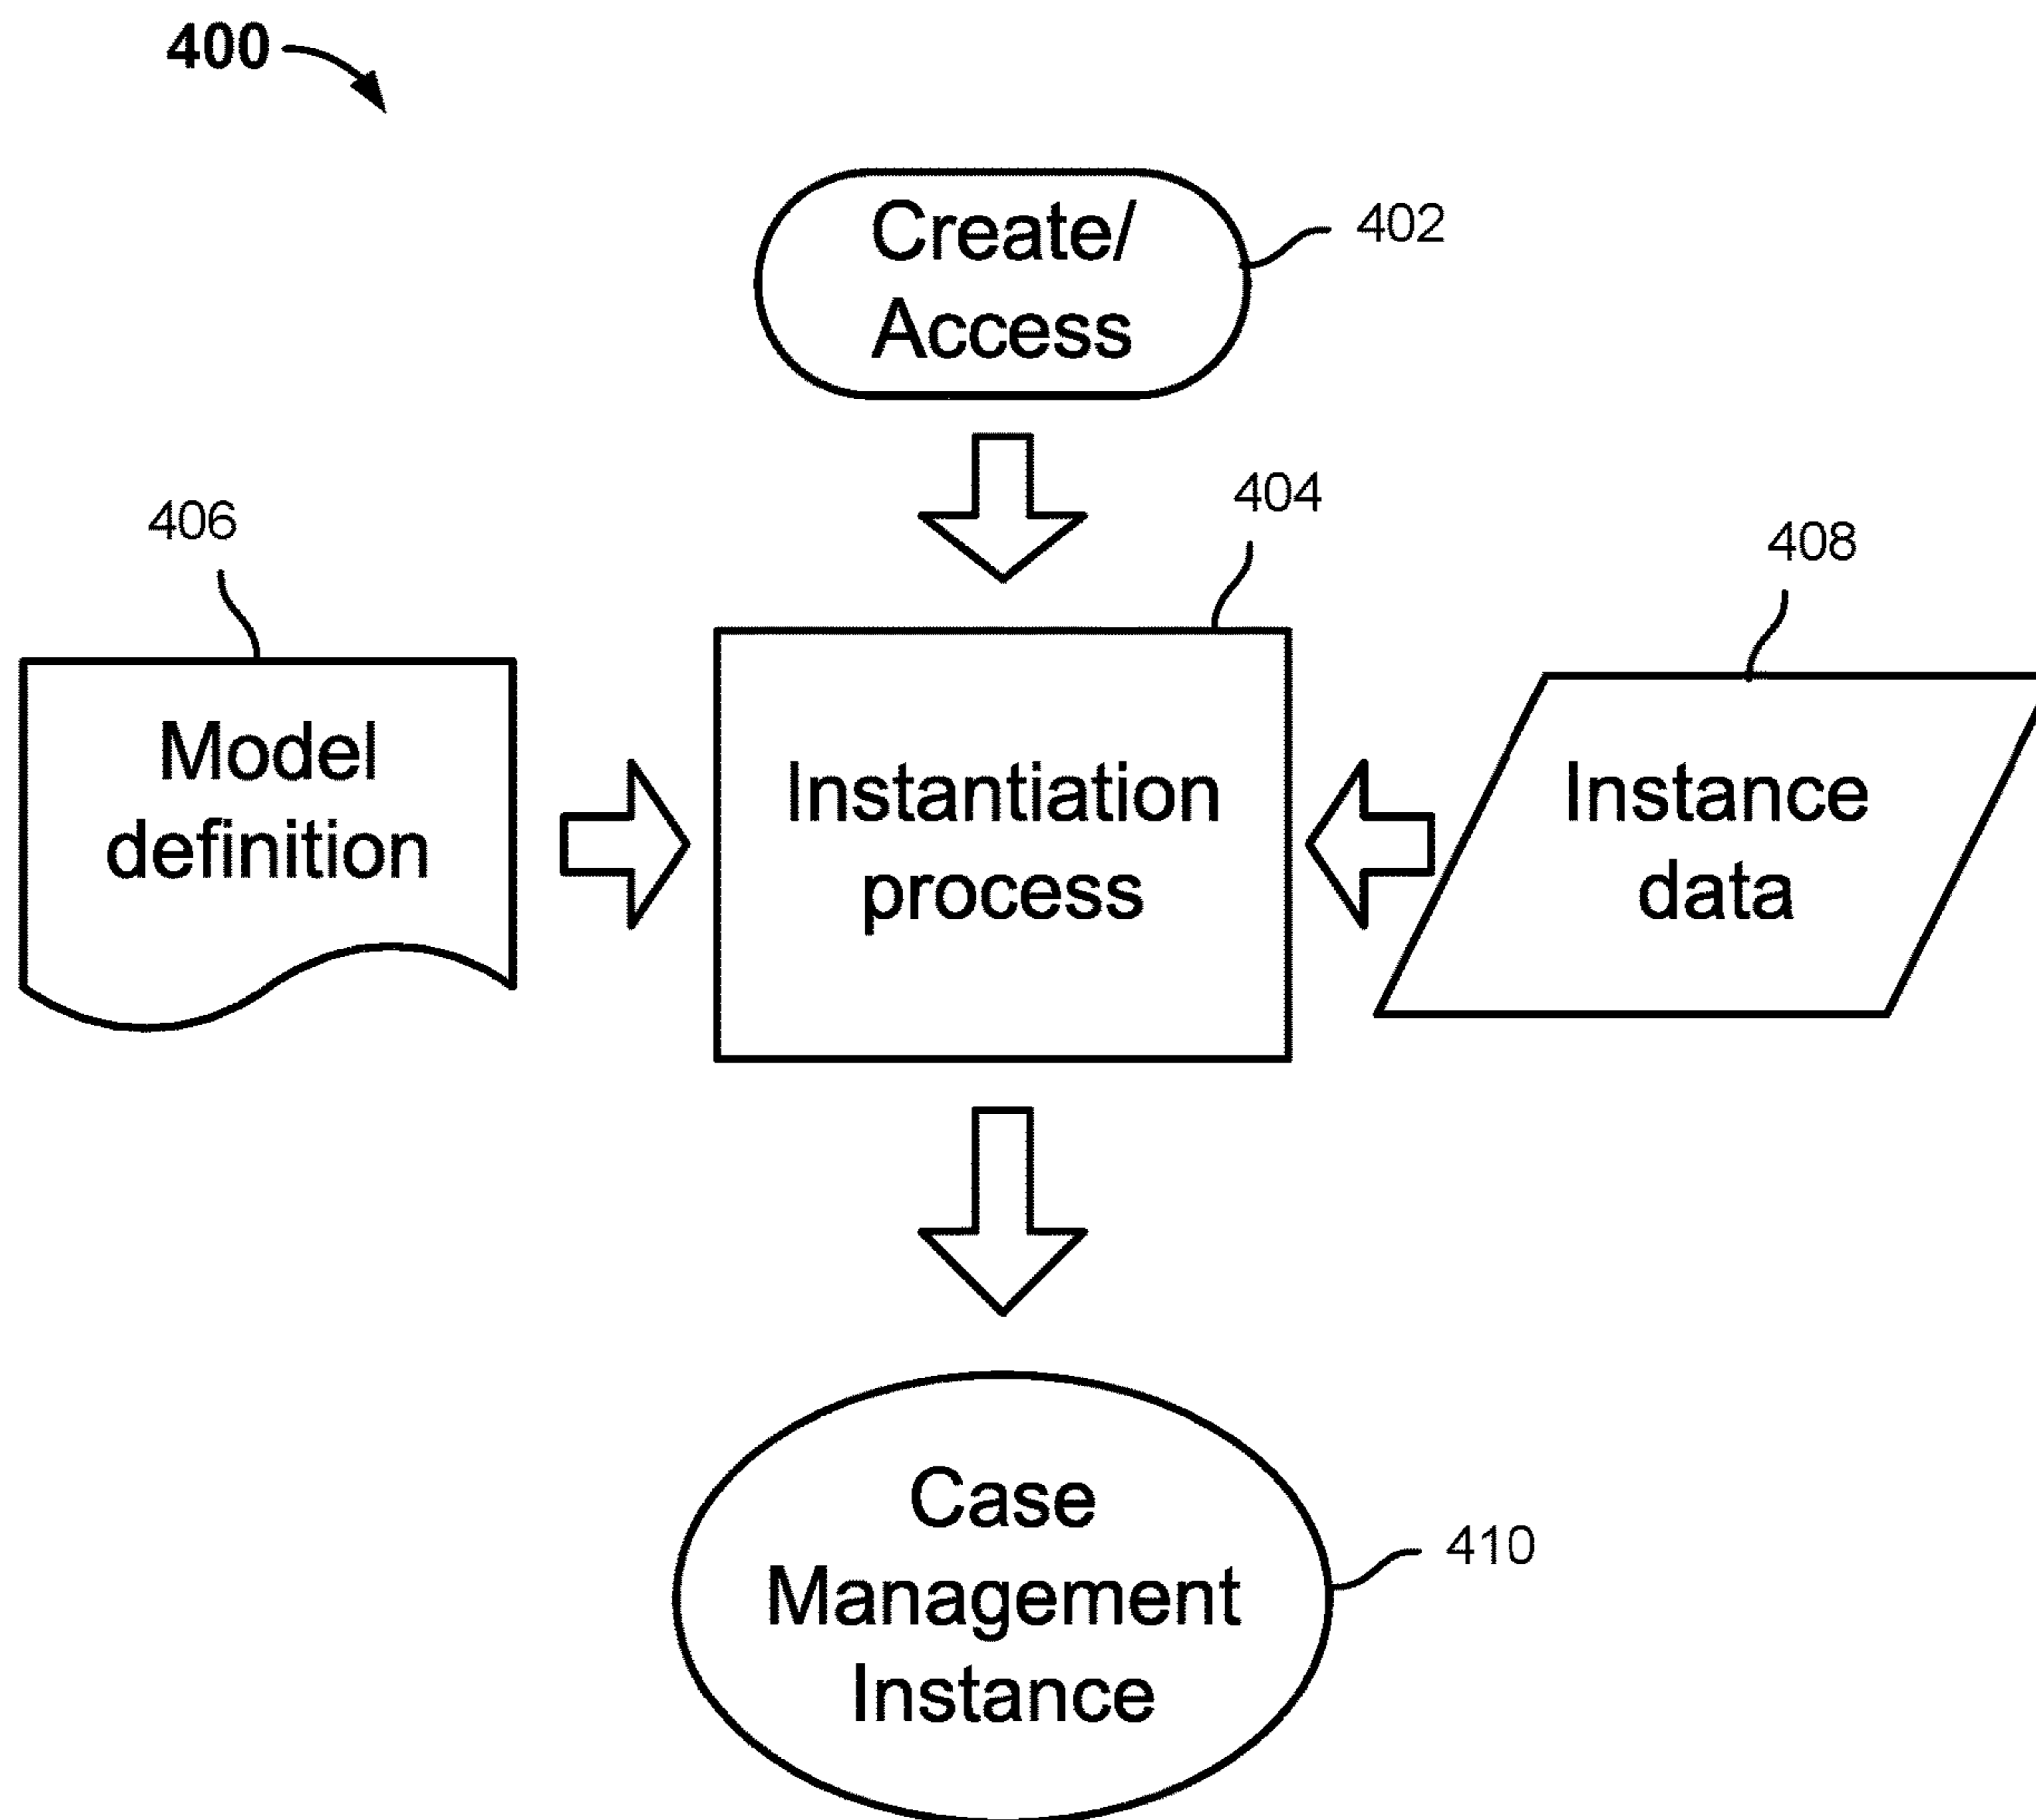 400
Create/
Access
402
404
406
408
Model
definition
Instantiation
process
Instance
data
Case
Management
Instance
410